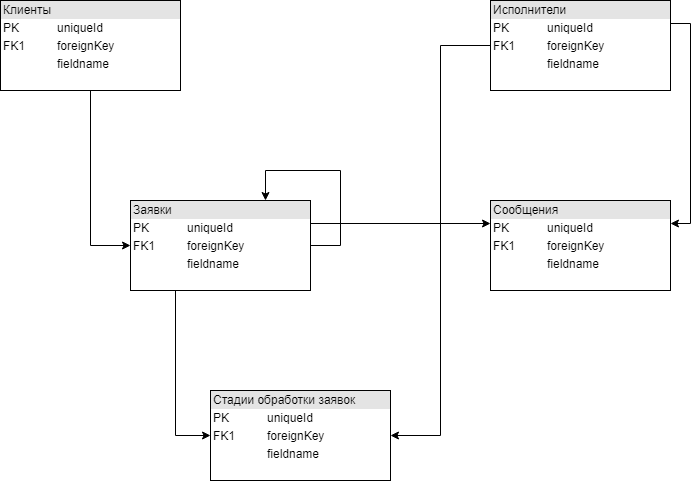 Клиенты
PK uniqueId
FK1 foreignKey
fieldname
Исполнители
PK uniqueId
FK1 foreignKey
fieldname
Заявки
PK uniqueId
FK1 foreignKey
fieldname
Сообщения
PK uniqueId
FK1 foreignKey
fieldname
Стадии обработки заявок
PK uniqueId
FK1 foreignKey
fieldname